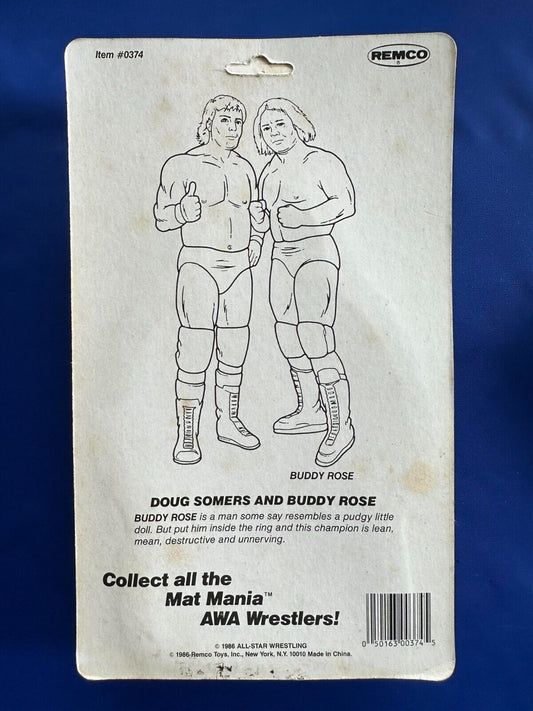 Item #0374
REMCO
®
BUDDY ROSE
DOUG SOMERS AND BUDDY ROSE
BUDDY ROSE is a man some say resembles a pudgy little
doll. But put him inside the ring and this champion is lean,
mean, destructive and unnerving.
Collect all the
Mat Mania™
AWA Wrestlers!
© 1986 ALL-STAR WRESTLING
© 1986 Remco Toys, Inc., New York, N.Y. 10010 Made in China.
0 50163 00374 5